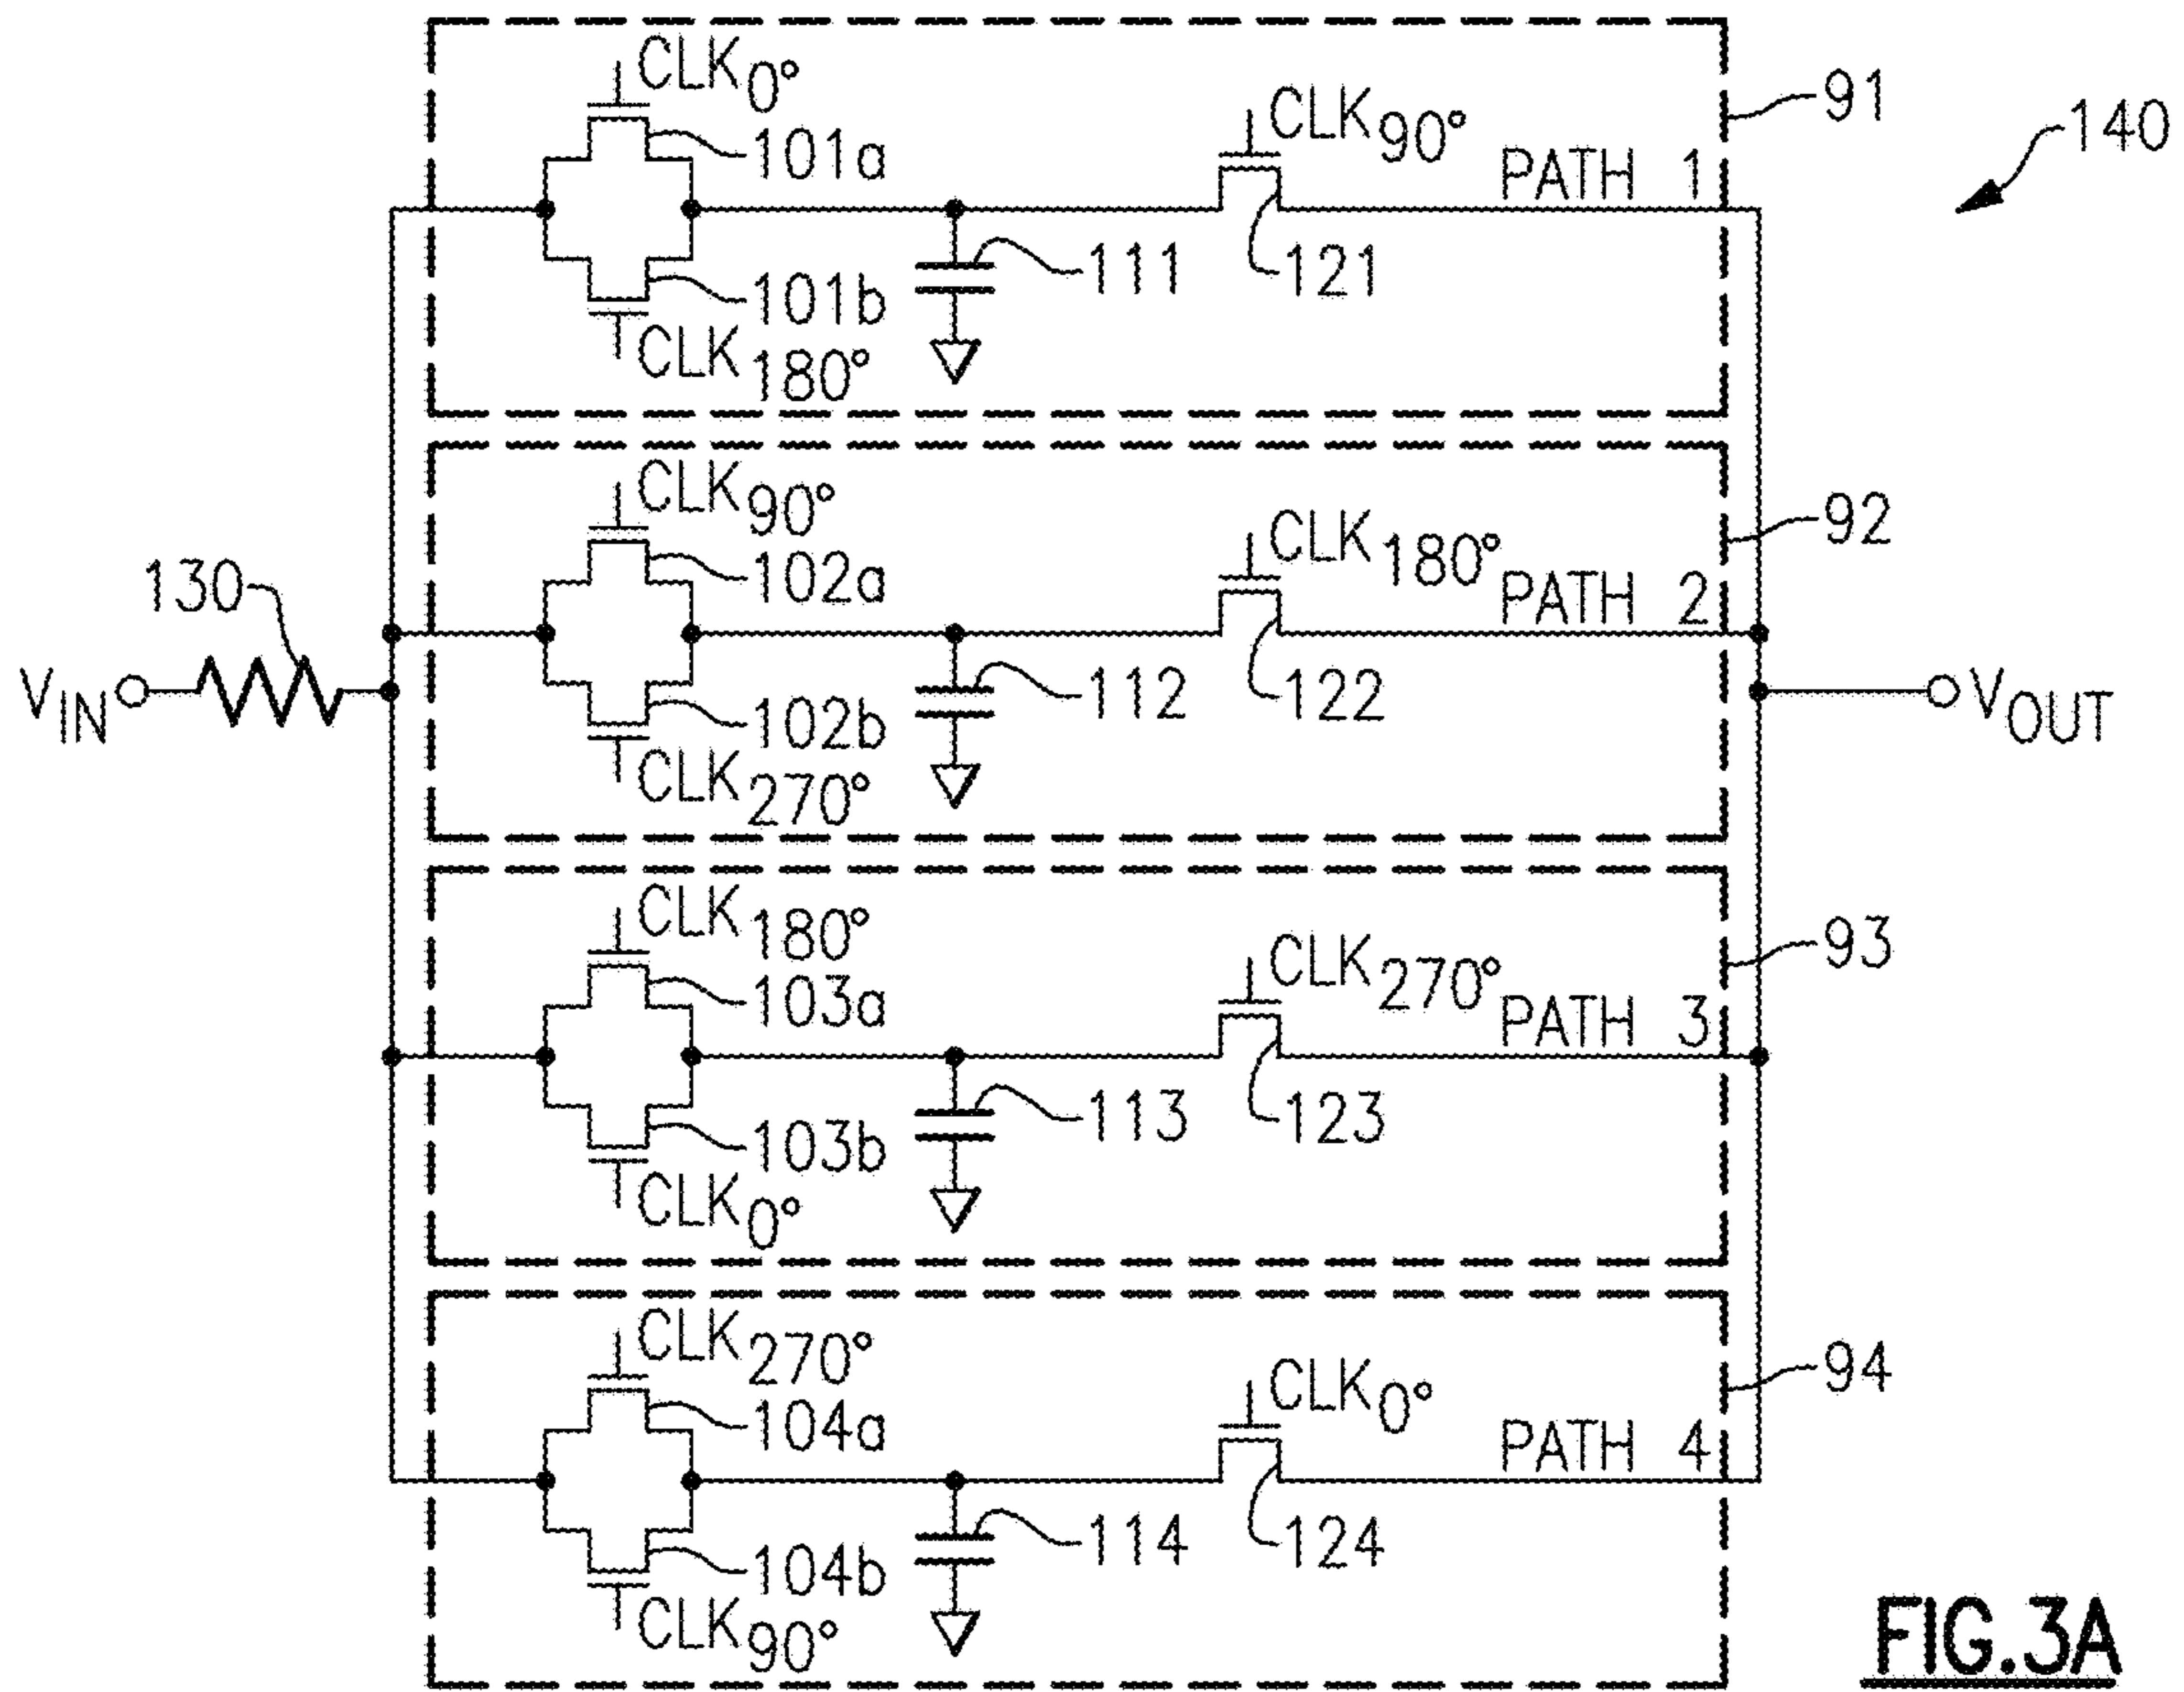 CLK0°
91
140
101a
CLK90°
PATH 1
101b
111
121
CLK180°
CLK90°
92
102a
CLK180°
PATH 2
130
VIN
102b
112
122
VOUT
CLK270°
CLK180°
93
103a
CLK270°
PATH 3
103b
113
123
CLK0°
CLK270°
94
104a
CLK0°
PATH 4
104b
114
124
CLK90°
FIG.3A